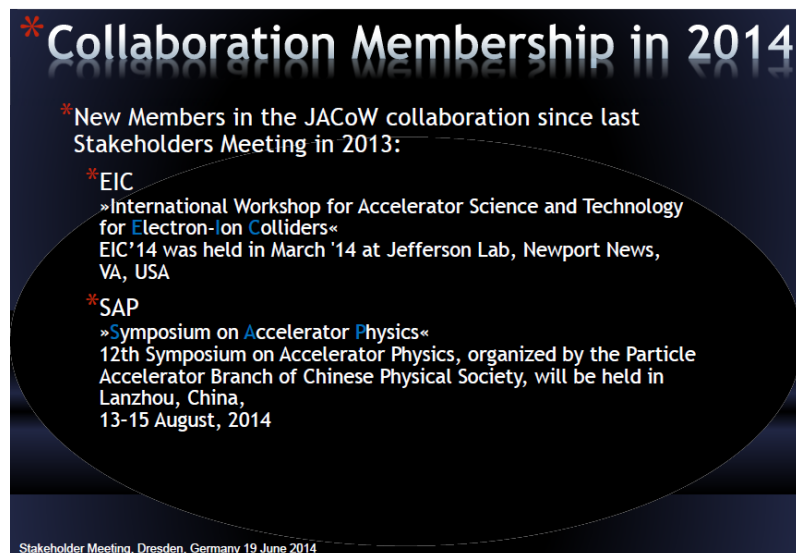 *Collaboration Membership in 2014
*New Members in the JACoW collaboration since last
Stakeholders Meeting in 2013:
*EIC
»International Workshop for Accelerator Science and Technology
for Electron-Ion Colliders«
EIC’14 was held in March '14 at Jefferson Lab, Newport News,
VA, USA
*SAP
»Symposium on Accelerator Physics«
12th Symposium on Accelerator Physics, organized by the Particle
Accelerator Branch of Chinese Physical Society, will be held in
Lanzhou, China,
13-15 August, 2014
Stakeholder Meeting, Dresden, Germany 19 June 2014